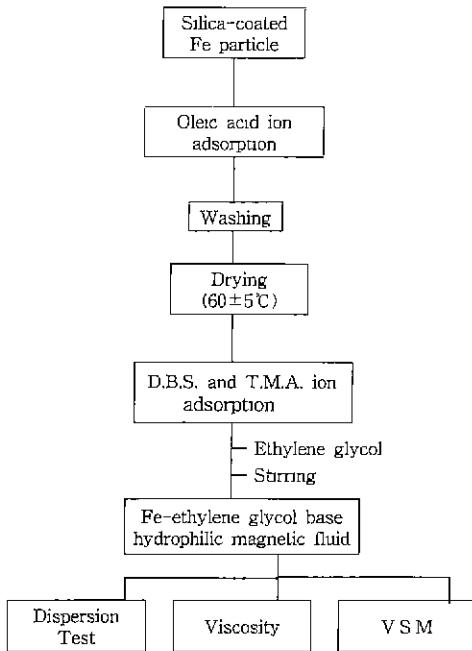 Silica-coated
Fe particle
Oleic acid ion
adsorption
Washing
Drying
(60±5℃)
D.B.S. and T.M.A. ion
adsorption
Ethylene glycol
Stirring
Fe-ethylene glycol base
hydrophilic magnetic fluid
Dispersion
Test
Viscosity
V S M